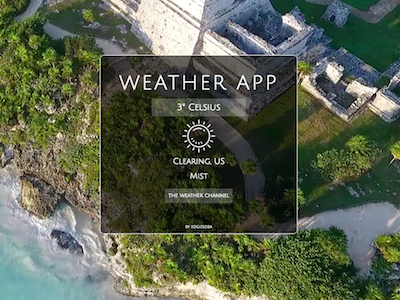 WEATHER APP
3° CELSIUS
CLEARING, US
MIST
THE WEATHER CHANNEL